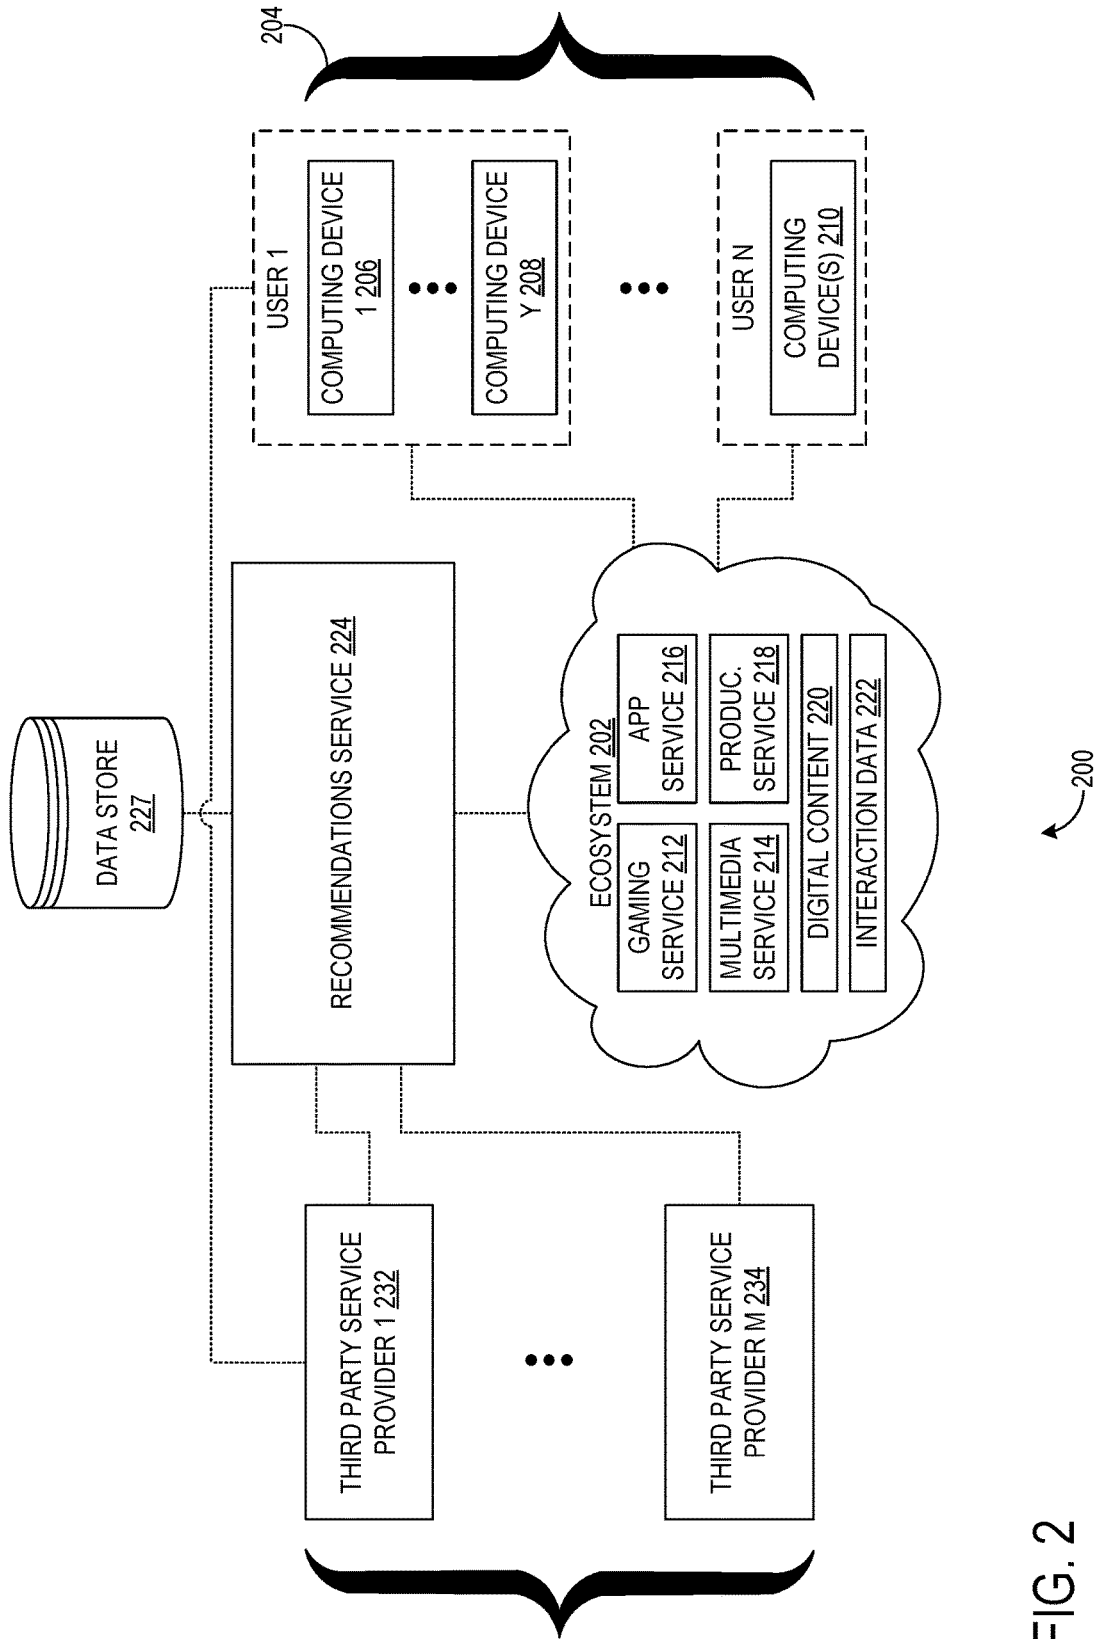 DATA STORE
227
204
RECOMMENDATIONS SERVICE 224
THIRD PARTY SERVICE
PROVIDER 1 232
THIRD PARTY SERVICE
PROVIDER M 234
ECOSYSTEM 202
GAMING
SERVICE 212
APP
SERVICE 216
MULTIMEDIA
SERVICE 214
PRODUC.
SERVICE 218
DIGITAL CONTENT 220
INTERACTION DATA 222
USER 1
COMPUTING DEVICE
1 206
COMPUTING DEVICE
Y 208
USER N
COMPUTING
DEVICE(S) 210
200
FIG. 2